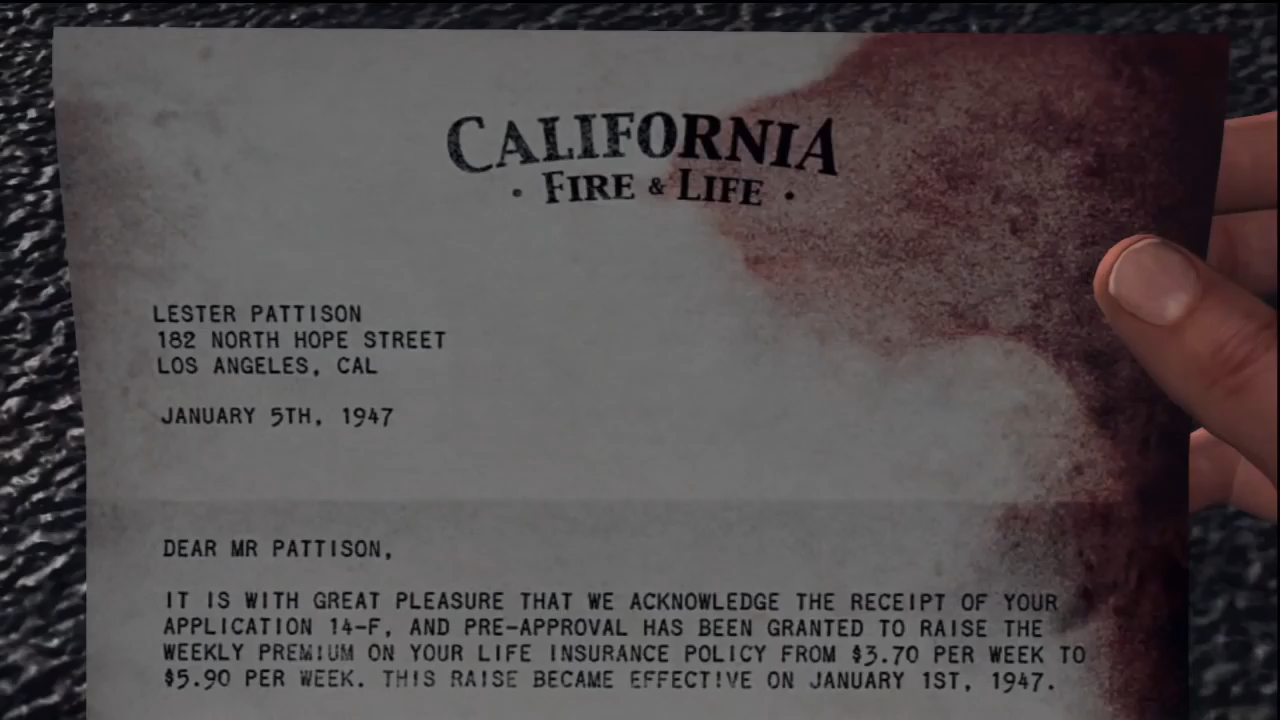 CALIFORNIA
· FIRE & LIFE ·
LESTER PATTISON
182 NORTH HOPE STREET
LOS ANGELES, CAL
JANUARY 5TH, 1947
DEAR MR PATTISON,
IT IS WITH GREAT PLEASURE THAT WE ACKNOWLEDGE THE RECEIPT OF YOUR
APPLICATION 14-F, AND PRE-APPROVAL HAS BEEN GRANTED TO RAISE THE
WEEKLY PREMIUM ON YOUR LIFE INSURANCE POLICY FROM $3.70 PER WEEK TO
$5.90 PER WEEK. THIS RAISE BECAME EFFECTIVE ON JANUARY 1ST, 1947.